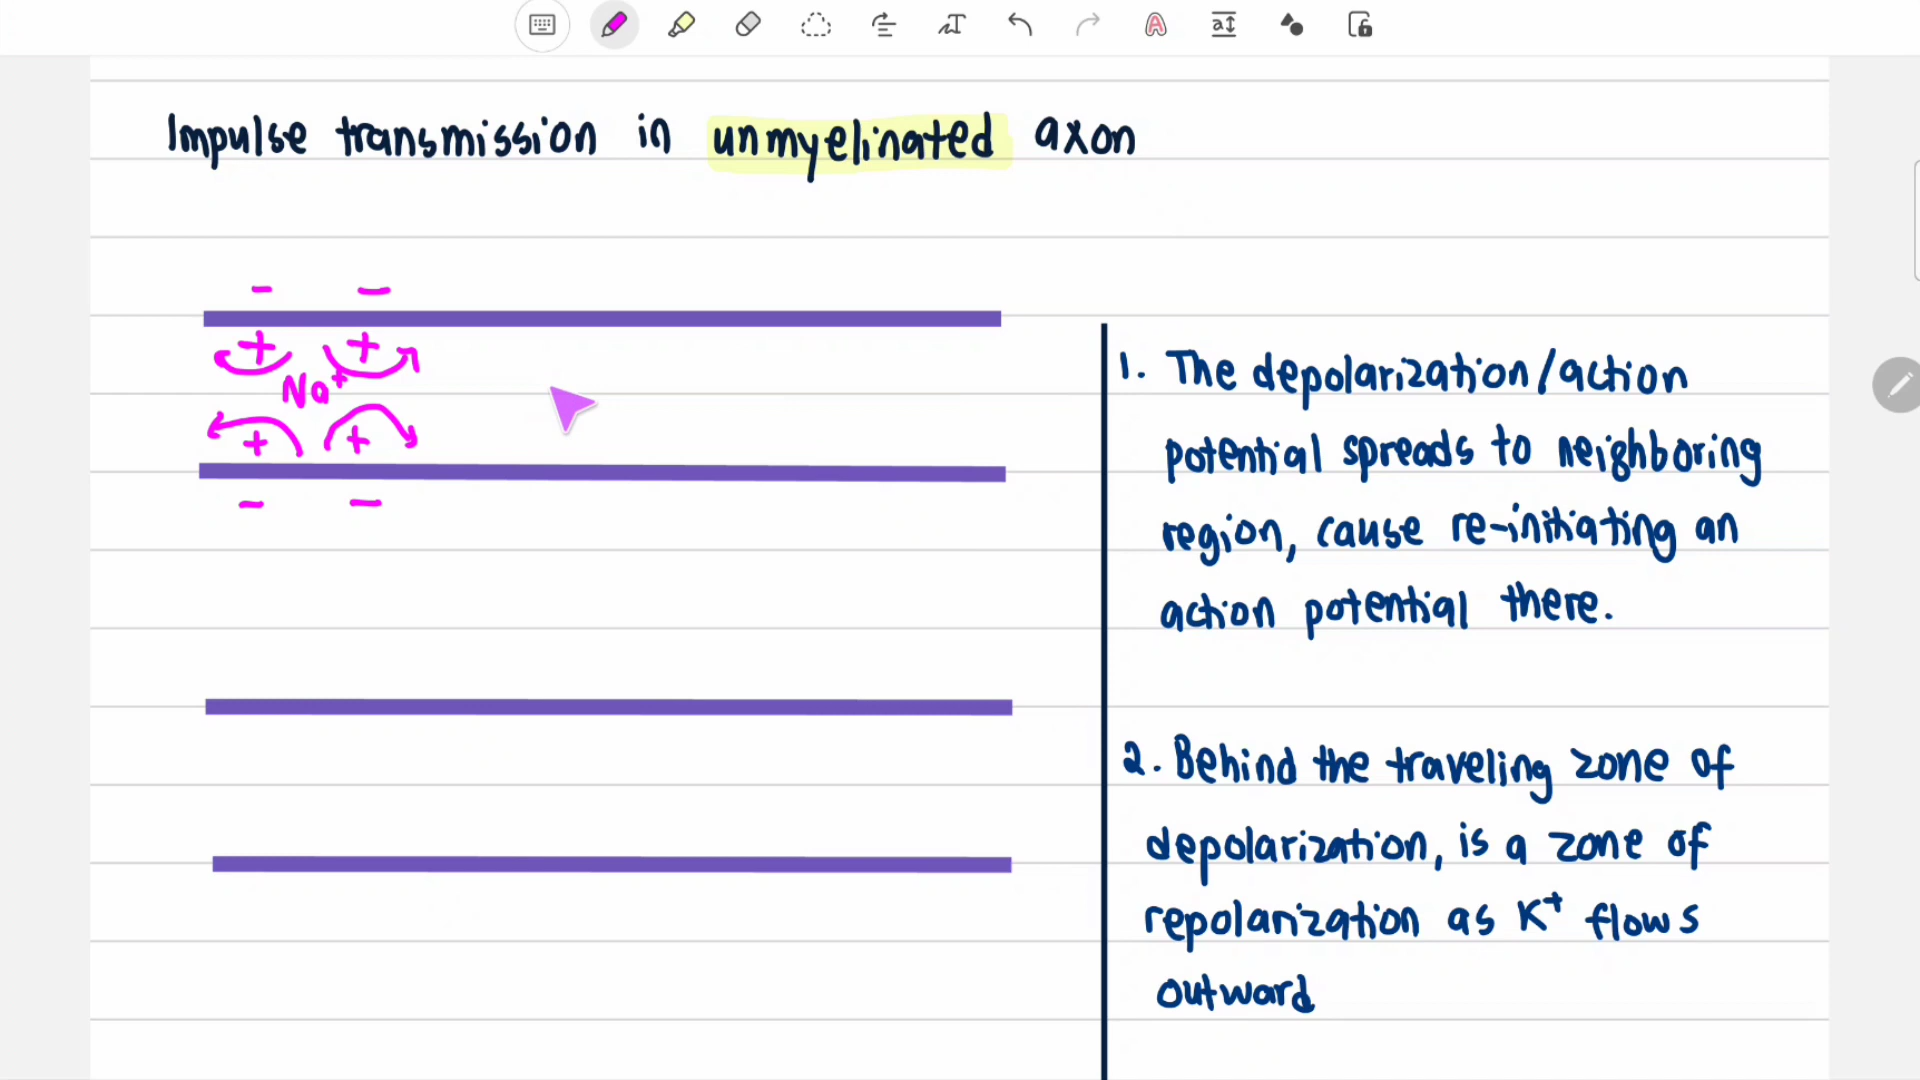 Impulse transmission in unmyelinated axon
- -
+ +
Na+
+ +
- -
1. The depolarization/action
potential spreads to neighboring
region, cause re-initiating an
action potential there.
2. Behind the traveling zone of
depolarization, is a zone of
repolarization as K+ flows
outward